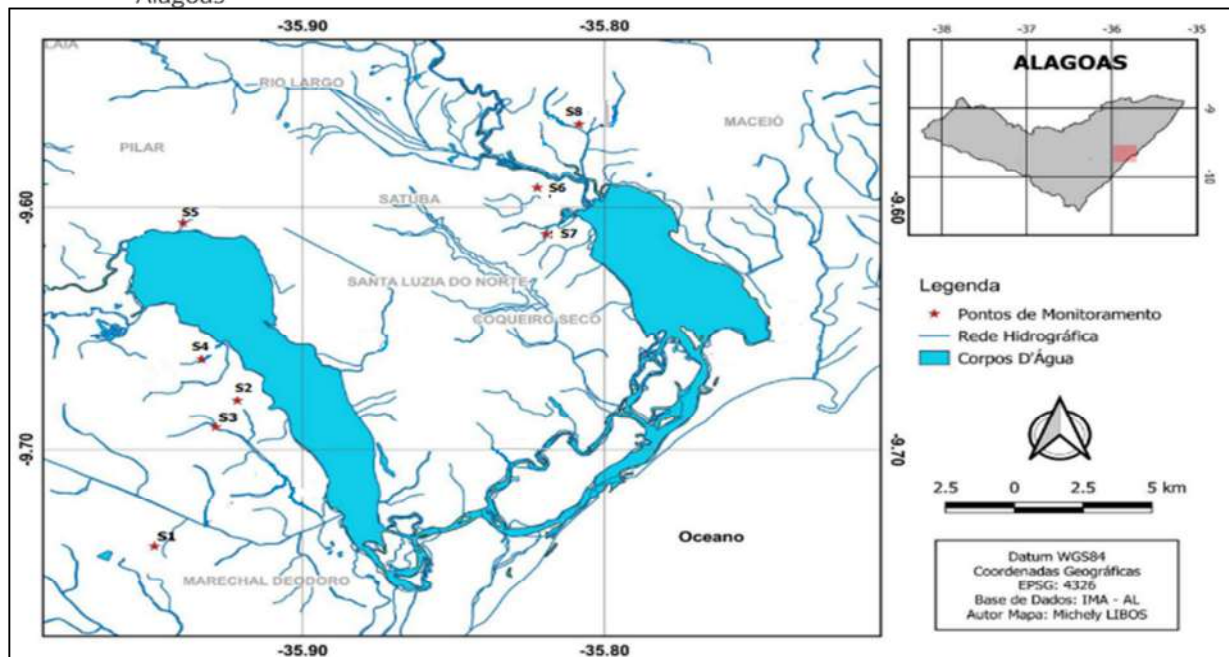 Alagoas
-35.90
-35.80
LAIA
RIO LARGO
S8
MACEIÓ
PILAR
S6
SATUBA
-9.60
S5
S7
SANTA LUZIA DO NORTE
COQUEIRO SECO
S4
S2
S3
-9.70
S1
Oceano
MARECHAL DEODORO
-35.90
-35.80
-38
-37
-36
-35
ALAGOAS
-9
-10
-9.60
Legenda
Pontos de Monitoramento
Rede Hidrográfica
Corpos D'Água
-9.70
2.5 0 2.5 5 km
Datum WGS84
Coordenadas Geográficas
EPSG: 4326
Base de Dados: IMA - AL
Autor Mapa: Michely LIBOS